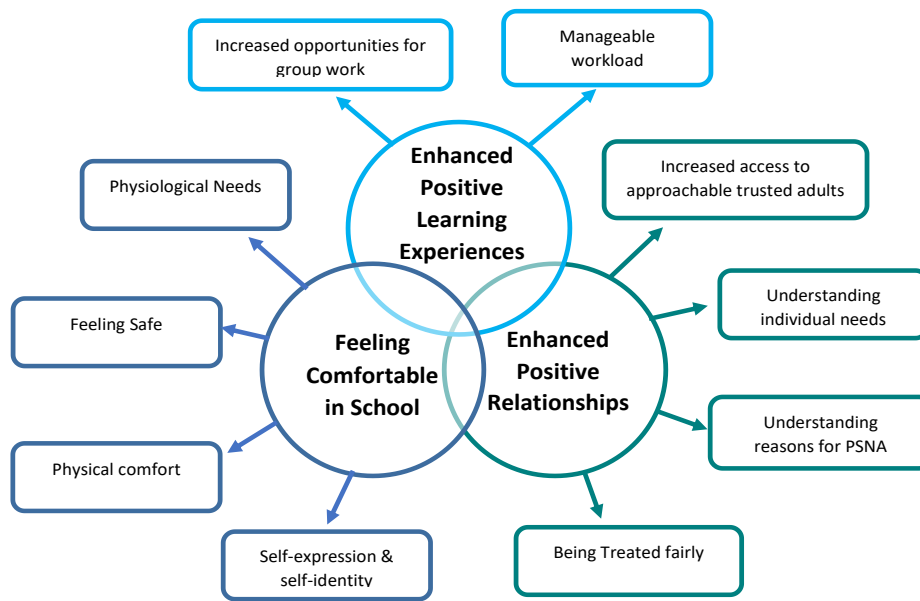 Increased opportunities for
group work
Manageable
workload
Enhanced
Positive
Learning
Experiences
Increased access to
approachable trusted adults
Physiological Needs
Understanding
individual needs
Feeling Safe
Feeling
Comfortable
in School
Enhanced
Positive
Relationships
Understanding
reasons for PSNA
Physical comfort
Self-expression &
self-identity
Being Treated fairly